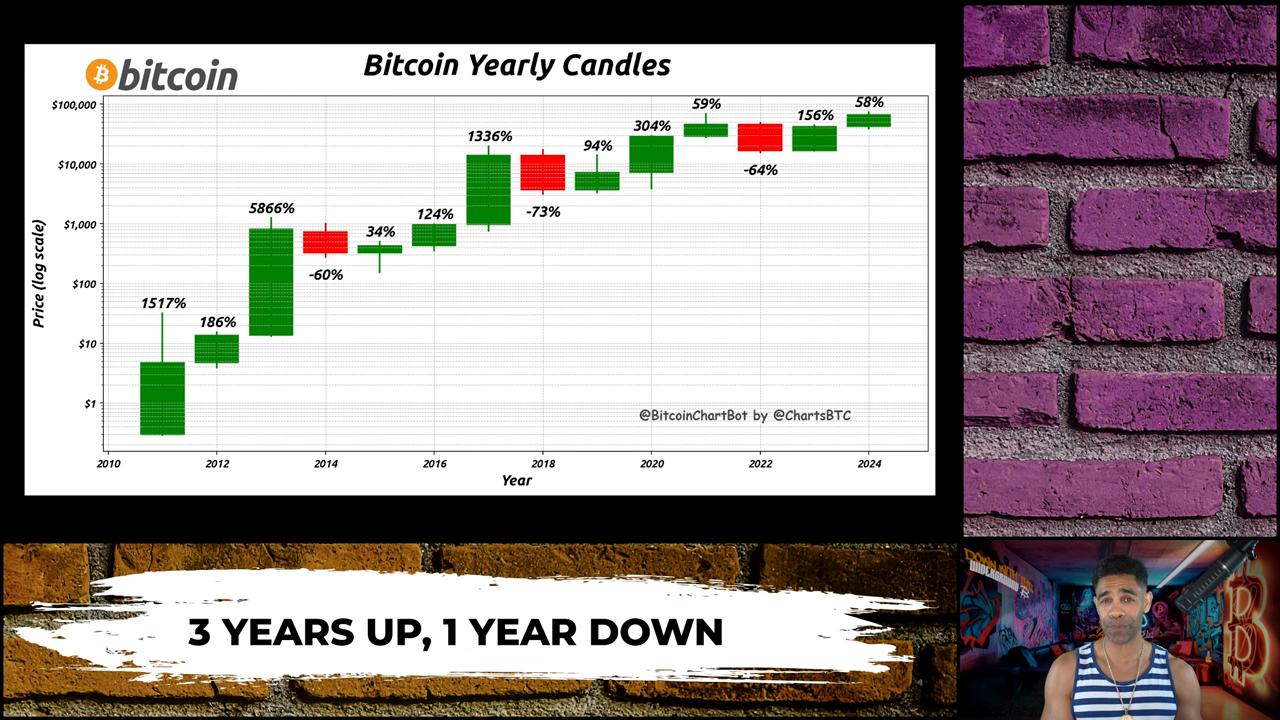 bitcoin
Bitcoin Yearly Candles
$100,000
$10,000
$1,000
$100
$10
$1
Price (log scale)
1517%
186%
5866%
-60%
34%
124%
1336%
-73%
94%
304%
59%
-64%
156%
58%
@BitcoinChartBot by @ChartsBTC
2010 2012 2014 2016 2018 2020 2022 2024
Year
3 YEARS UP, 1 YEAR DOWN
UNDERGROUND